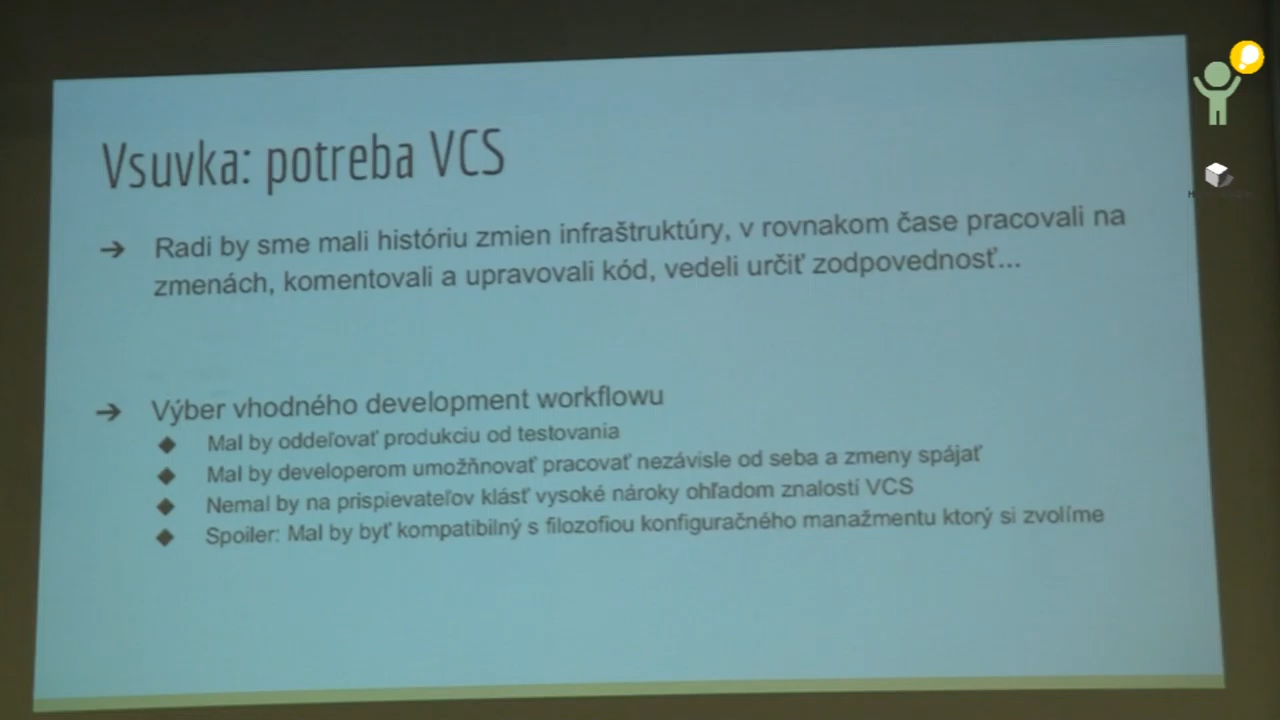 Vsuvka: potreba VCS
➔ Radi by sme mali históriu zmien infraštruktúry, v rovnakom čase pracovali na
zmenách, komentovali a upravovali kód, vedeli určiť zodpovednosť...
➔ Výber vhodného development workflowu
◆ Mal by oddeľovať produkciu od testovania
◆ Mal by developerom umožňnovať pracovať nezávisle od seba a zmeny spájať
◆ Nemal by na prispievateľov klásť vysoké nároky ohľadom znalostí VCS
◆ Spoiler: Mal by byť kompatibilný s filozofiou konfiguračného manažmentu ktorý si zvolíme